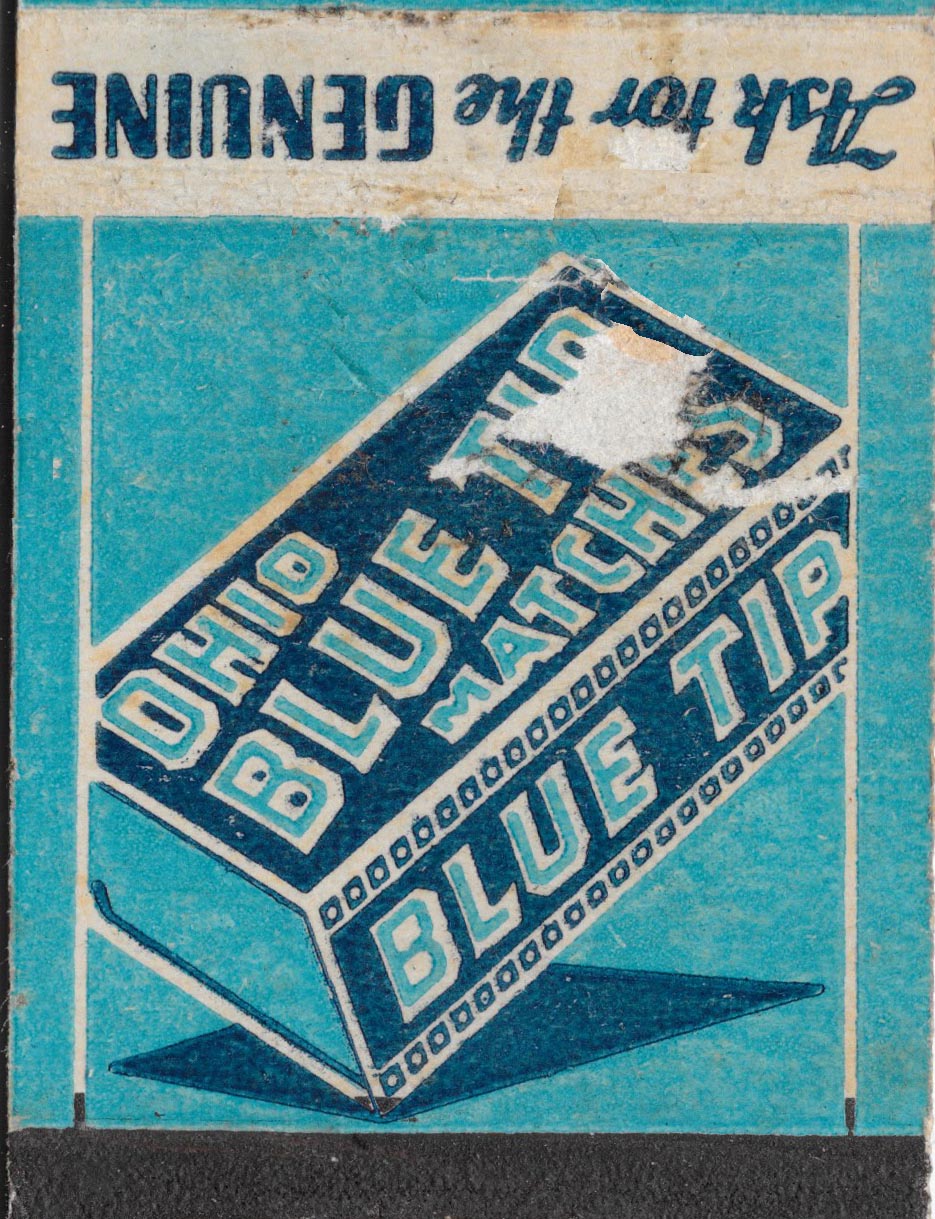 Ask for the GENUINE
OHIO
BLUE TIP
MATCHES
BLUE TIP